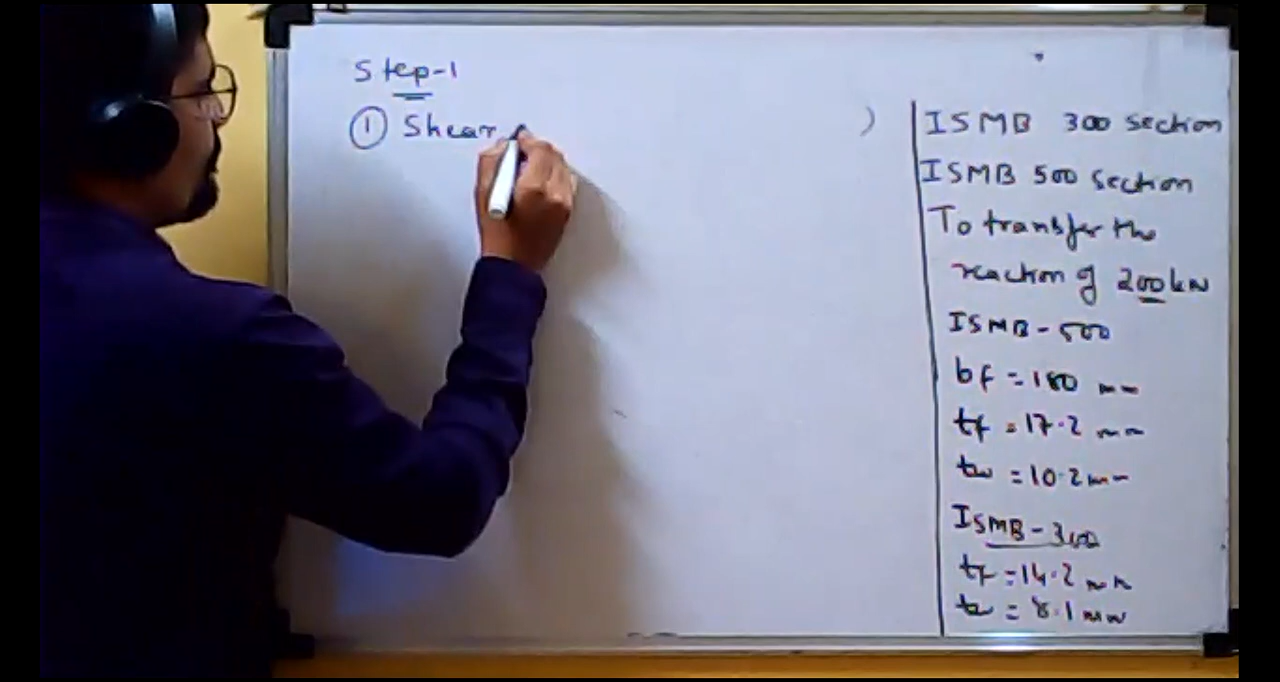 Step-1
① Shear
ISMB 300 section
ISMB 500 section
To transfer the
reaction of 200 kN
ISMB-500
bf = 180 mm
tf = 17.2 mm
tw = 10.2 mm
ISMB-300
tf = 14.2 mm
tw = 8.1 mm